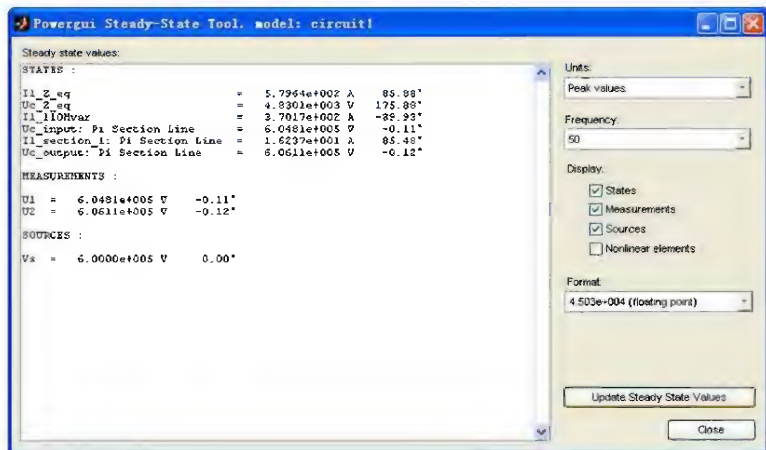 Powergui Steady-State Tool. model: circuit1
Steady state values:
STATES :
Il_Z_eq = 5.7964e+002 A 85.88°
Uc_Z_eq = 4.8301e+003 V 175.88°
Il_110Mvar = 3.7017e+002 A -89.93°
Uc_input: Pi Section Line = 6.0481e+005 V -0.11°
Il_section_1: Pi Section Line = 1.6237e+001 A 85.48°
Uc_output: Pi Section Line = 6.0611e+005 V -0.12°
MEASUREMENTS :
U1 = 6.0481e+005 V -0.11°
U2 = 6.0611e+005 V -0.12°
SOURCES :
Vs = 6.0000e+005 V 0.00°
Units:
Peak values
Frequency:
50
Display:
States
Measurements
Sources
Nonlinear elements
Format:
4.503e+004 (floating point)
Update Steady State Values
Close